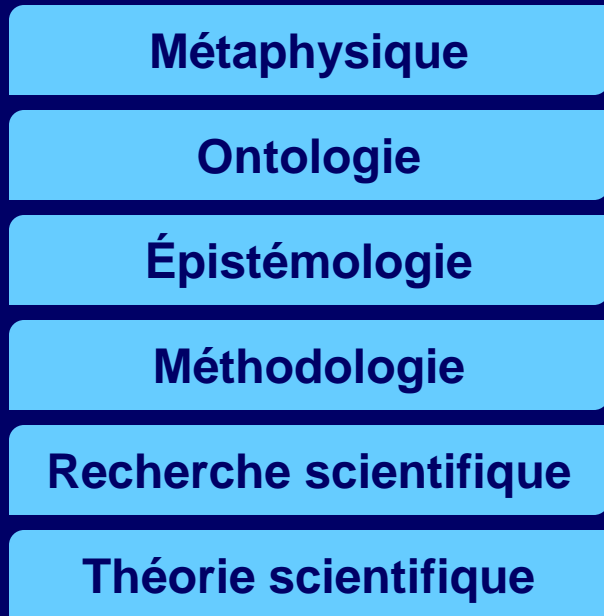 Métaphysique
Ontologie
Épistémologie
Méthodologie
Recherche scientifique
Théorie scientifique